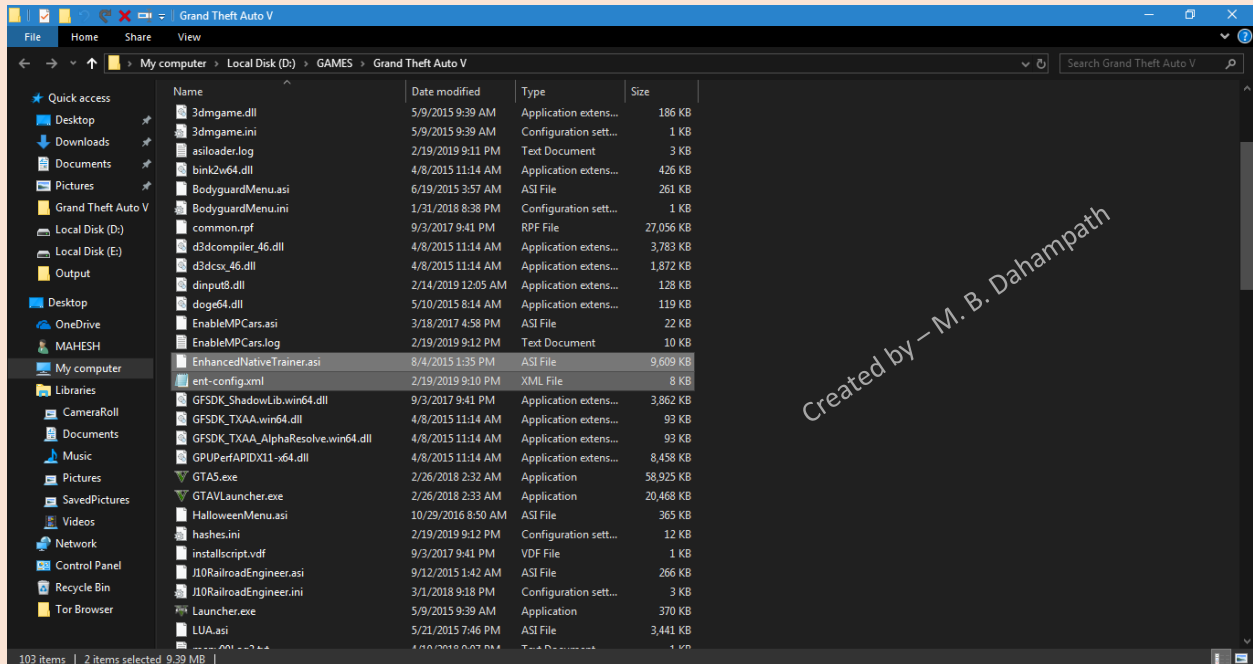 Grand Theft Auto V
File Home Share View
My computer Local Disk (D:) GAMES Grand Theft Auto V
Search Grand Theft Auto V
Quick access
Desktop
Downloads
Documents
Pictures
Grand Theft Auto V
Local Disk (D:)
Local Disk (E:)
Output
Desktop
OneDrive
MAHESH
My computer
Libraries
CameraRoll
Documents
Music
Pictures
SavedPictures
Videos
Network
Control Panel
Recycle Bin
Tor Browser
Name Date modified Type Size
3dmgame.dll 5/9/2015 9:39 AM Application extens... 186 KB
3dmgame.ini 5/9/2015 9:39 AM Configuration sett... 1 KB
asiloader.log 2/19/2019 9:11 PM Text Document 3 KB
bink2w64.dll 4/8/2015 11:14 AM Application extens... 426 KB
BodyguardMenu.asi 6/19/2015 3:57 AM ASI File 261 KB
BodyguardMenu.ini 1/31/2018 8:38 PM Configuration sett... 1 KB
common.rpf 9/3/2017 9:41 PM RPF File 27,056 KB
d3dcompiler_46.dll 4/8/2015 11:14 AM Application extens... 3,783 KB
d3dcsx_46.dll 4/8/2015 11:14 AM Application extens... 1,872 KB
dinput8.dll 2/14/2019 12:05 AM Application extens... 128 KB
doge64.dll 5/10/2015 8:14 AM Application extens... 119 KB
EnableMPCars.asi 3/18/2017 4:58 PM ASI File 22 KB
EnableMPCars.log 2/19/2019 9:12 PM Text Document 10 KB
EnhancedNativeTrainer.asi 8/4/2015 1:35 PM ASI File 9,609 KB
ent-config.xml 2/19/2019 9:10 PM XML File 8 KB
GFSDK_ShadowLib.win64.dll 9/3/2017 9:41 PM Application extens... 3,862 KB
GFSDK_TXAA.win64.dll 4/8/2015 11:14 AM Application extens... 93 KB
GFSDK_TXAA_AlphaResolve.win64.dll 4/8/2015 11:14 AM Application extens... 93 KB
GPUPerfAPIDX11-x64.dll 4/8/2015 11:14 AM Application extens... 8,458 KB
GTA5.exe 2/26/2018 2:32 AM Application 58,925 KB
GTAVLauncher.exe 2/26/2018 2:33 AM Application 20,468 KB
HalloweenMenu.asi 10/29/2016 8:50 AM ASI File 365 KB
hashes.ini 2/19/2019 9:12 PM Configuration sett... 12 KB
installscript.vdf 9/3/2017 9:41 PM VDF File 1 KB
J10RailroadEngineer.asi 9/12/2015 1:42 AM ASI File 266 KB
J10RailroadEngineer.ini 3/1/2018 9:18 PM Configuration sett... 3 KB
Launcher.exe 5/9/2015 9:39 AM Application 370 KB
LUA.asi 5/21/2015 7:46 PM ASI File 3,441 KB
Created by – M. B. Dahampath
103 items 2 items selected 9.39 MB